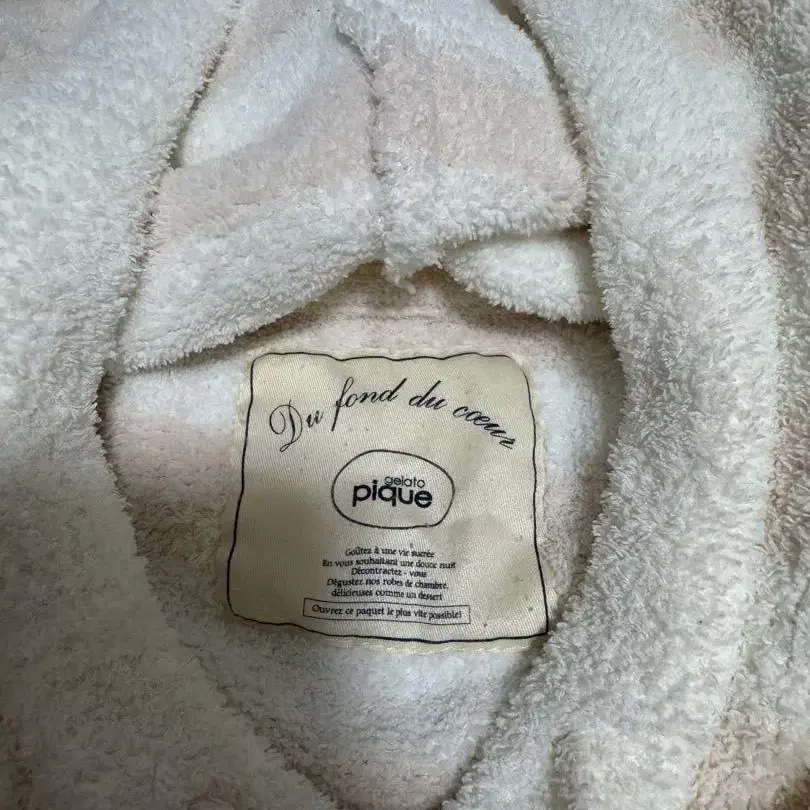 Du fond du cœur
gelato
pique
Goûtez à une vie sucrée
En vous souhaitant une douce nuit
Décontractez - vous
Dégustez nos robes de chambre,
délicieuses comme un dessert
Ouvrez ce paquet le plus vite possible!